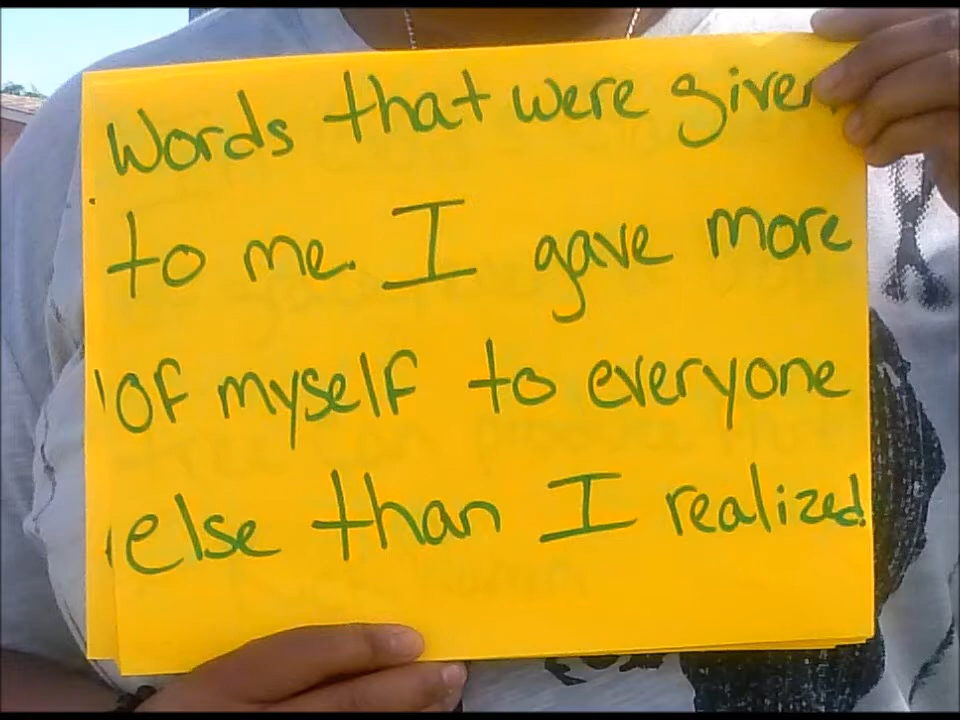 Words that were given
to me. I gave more
of myself to everyone
else than I realized.